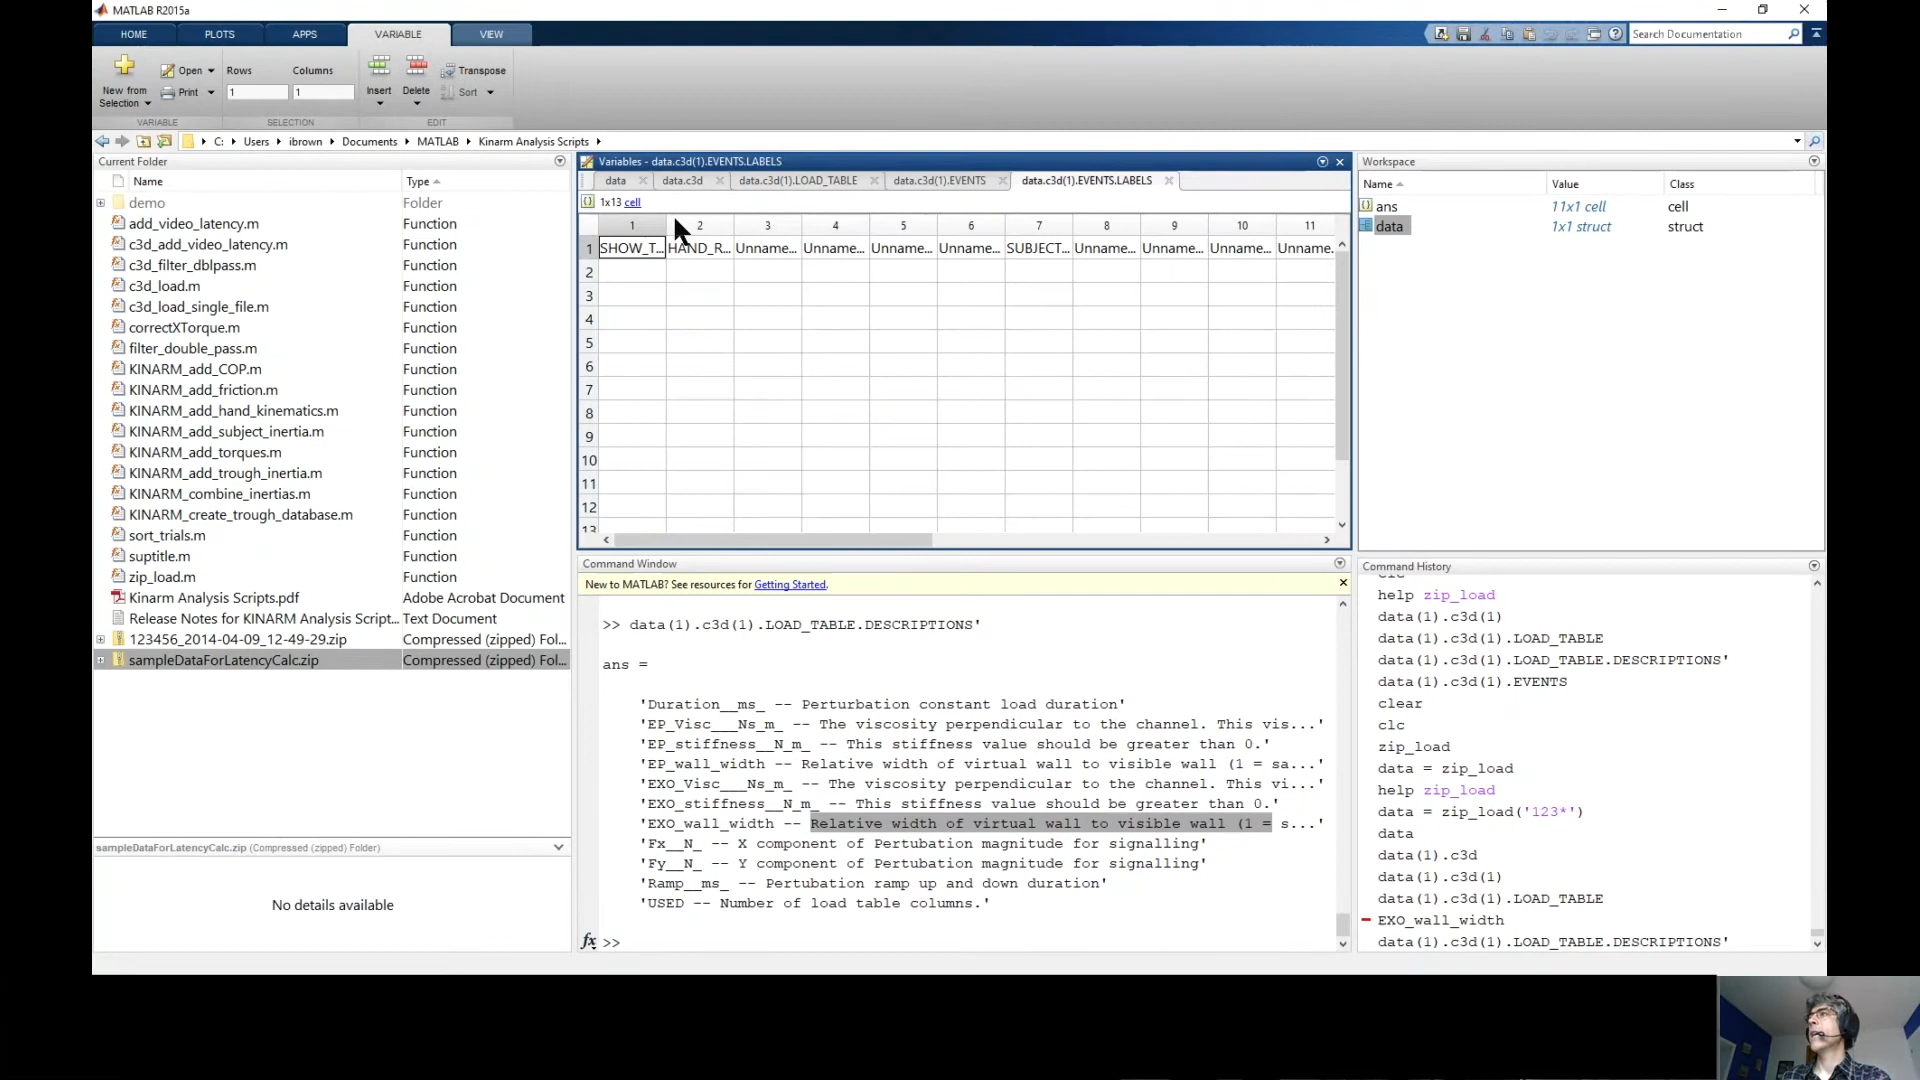 MATLAB R2015a
HOME PLOTS APPS VARIABLE VIEW
Search Documentation
New from Selection
Open
Print
Rows Columns
1 1
Insert Delete
Transpose
Sort
VARIABLE SELECTION EDIT
C: Users ibrown Documents MATLAB Kinarm Analysis Scripts
Current Folder
Name Type
demo Folder
add_video_latency.m Function
c3d_add_video_latency.m Function
c3d_filter_dblpass.m Function
c3d_load.m Function
c3d_load_single_file.m Function
correctXTorque.m Function
filter_double_pass.m Function
KINARM_add_COP.m Function
KINARM_add_friction.m Function
KINARM_add_hand_kinematics.m Function
KINARM_add_subject_inertia.m Function
KINARM_add_torques.m Function
KINARM_add_trough_inertia.m Function
KINARM_combine_inertias.m Function
KINARM_create_trough_database.m Function
sort_trials.m Function
suptitle.m Function
zip_load.m Function
Kinarm Analysis Scripts.pdf Adobe Acrobat Document
Release Notes for KINARM Analysis Script... Text Document
123456_2014-04-09_12-49-29.zip Compressed (zipped) Fol...
sampleDataForLatencyCalc.zip Compressed (zipped) Fol...
sampleDataForLatencyCalc.zip (Compressed (zipped) Folder)
No details available
Variables - data.c3d(1).EVENTS.LABELS
data data.c3d data.c3d(1).LOAD_TABLE data.c3d(1).EVENTS data.c3d(1).EVENTS.LABELS
1x13 cell
1 2 3 4 5 6 7 8 9 10 11
1 SHOW_T... HAND_R... Unname... Unname... Unname... Unname... SUBJECT... Unname... Unname... Unname... Unname.
2
3
4
5
6
7
8
9
10
11
12
13
Command Window
New to MATLAB? See resources for Getting Started.
>> data(1).c3d(1).LOAD_TABLE.DESCRIPTIONS'
ans =
'Duration__ms_ -- Perturbation constant load duration'
'EP_Visc___Ns_m_ -- The viscosity perpendicular to the channel. This vis...'
'EP_stiffness__N_m_ -- This stiffness value should be greater than 0.'
'EP_wall_width -- Relative width of virtual wall to visible wall (1 = sa...'
'EXO_Visc___Ns_m_ -- The viscosity perpendicular to the channel. This vi...'
'EXO_stiffness__N_m_ -- This stiffness value should be greater than 0.'
'EXO_wall_width -- Relative width of virtual wall to visible wall (1 = s...'
'Fx__N_ -- X component of Pertubation magnitude for signalling'
'Fy__N_ -- Y component of Pertubation magnitude for signalling'
'Ramp__ms_ -- Pertubation ramp up and down duration'
'USED -- Number of load table columns.'
fx >>
Workspace
Name Value Class
ans 11x1 cell cell
data 1x1 struct struct
Command History
clc
help zip_load
data(1).c3d(1)
data(1).c3d(1).LOAD_TABLE
data(1).c3d(1).LOAD_TABLE.DESCRIPTIONS'
data(1).c3d(1).EVENTS
clear
clc
zip_load
data = zip_load
help zip_load
data = zip_load('123*')
data
data(1).c3d
data(1).c3d(1)
data(1).c3d(1).LOAD_TABLE
EXO_wall_width
data(1).c3d(1).LOAD_TABLE.DESCRIPTIONS'